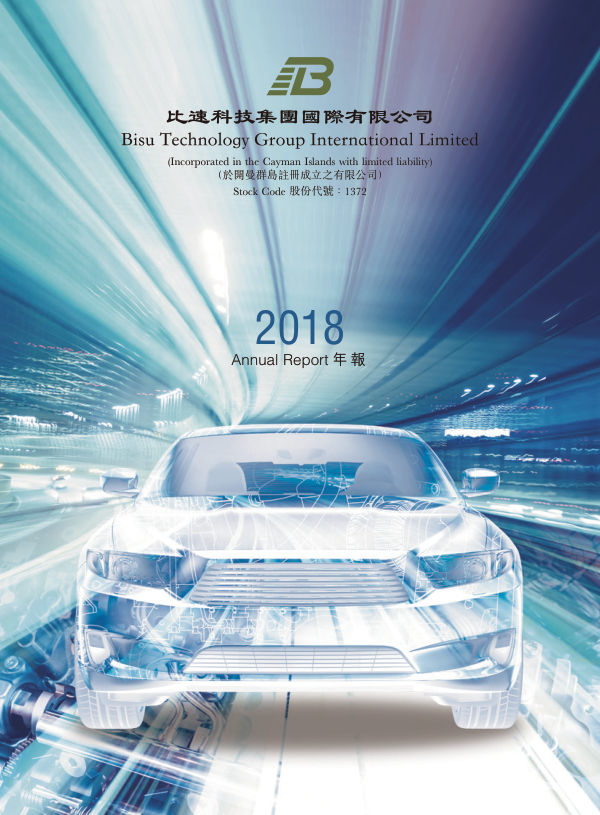 B
比速科技集團國際有限公司
Bisu Technology Group International Limited
(Incorporated in the Cayman Islands with limited liability)
(於開曼群島註冊成立之有限公司)
Stock Code 股份代號：1372
2018
Annual Report 年報